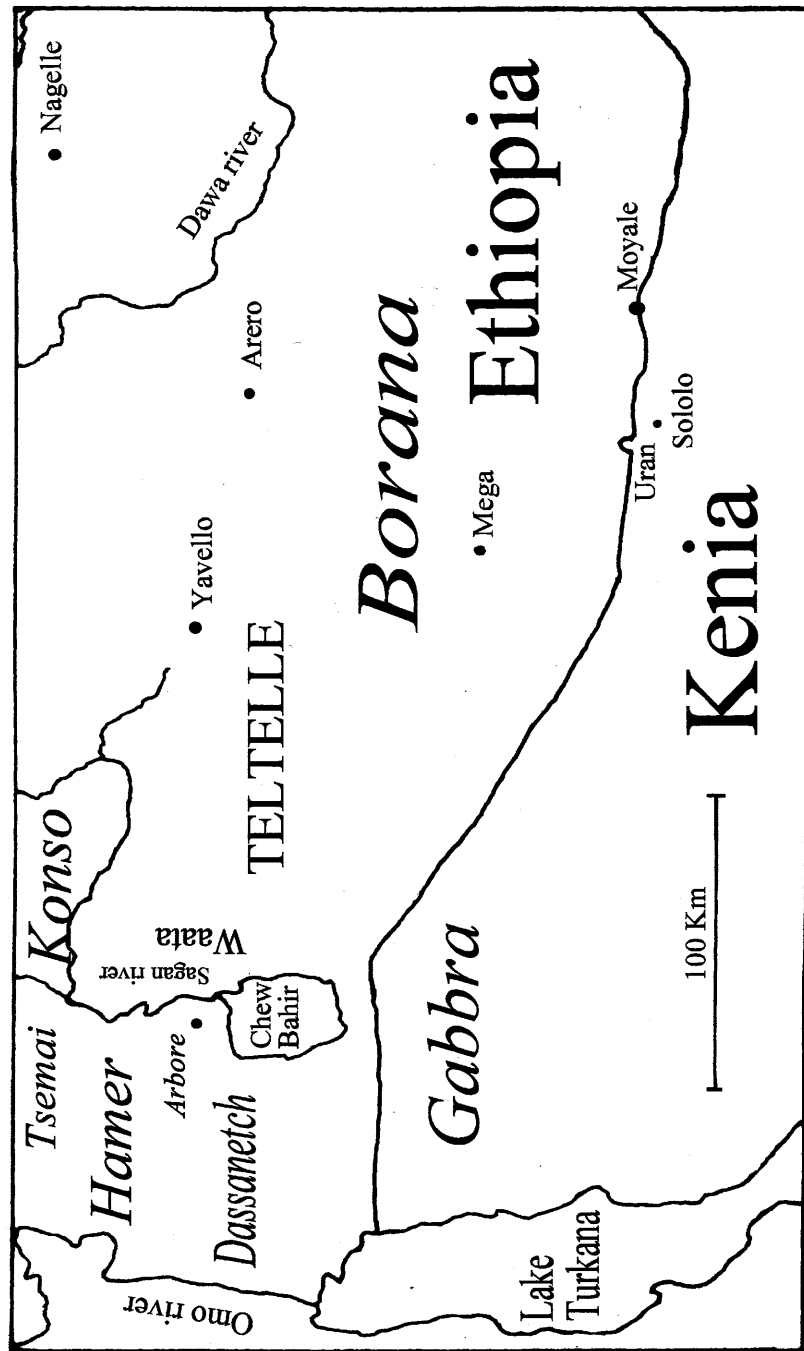 Nagelle
Dawa river
Konso
Tsemai
Yavello
Arero
Hamer
Sagan river
Waata
Arbore
TELTELLE
Omo river
Dassanetch
Chew
Bahir
Borana
Ethiopia
Mega
Gabbra
Moyale
Uran
Sololo
Lake
Turkana
100 Km
Kenia